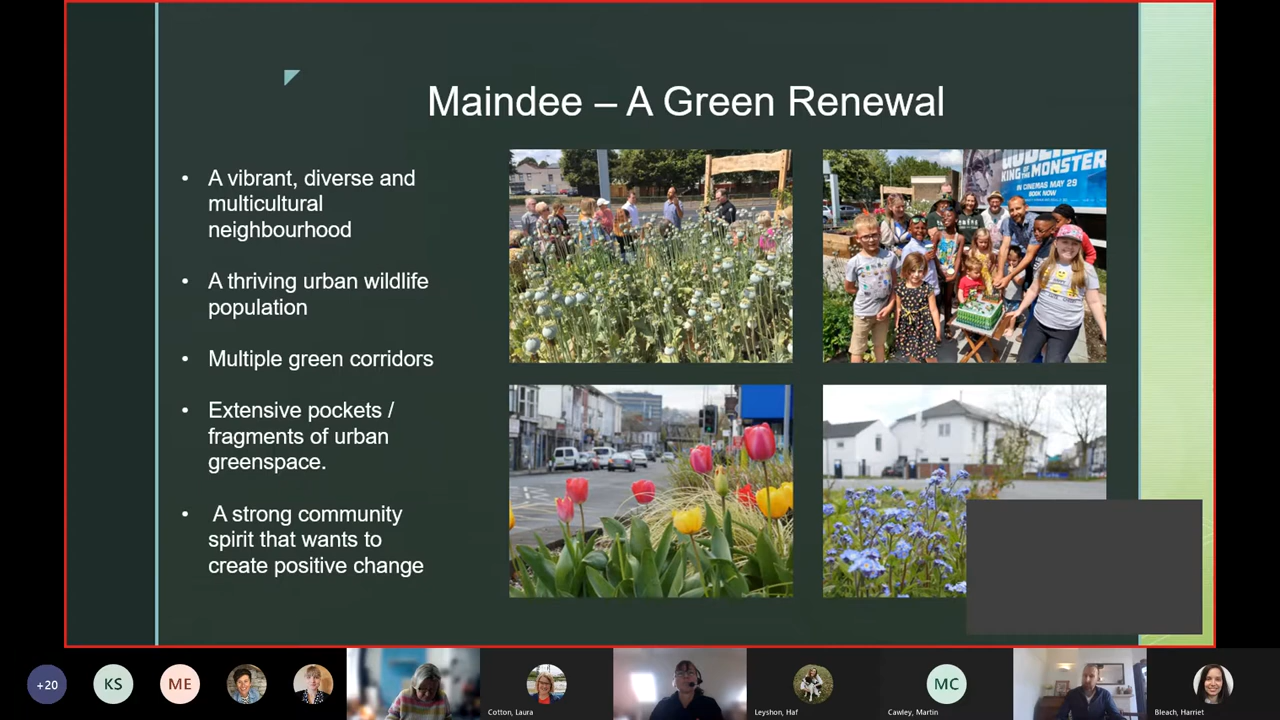 Maindee – A Green Renewal
• A vibrant, diverse and
multicultural
neighbourhood
• A thriving urban wildlife
population
• Multiple green corridors
• Extensive pockets /
fragments of urban
greenspace.
• A strong community
spirit that wants to
create positive change
KING OF THE MONSTER
IN CINEMAS MAY 29
BOOK NOW
+20
KS
ME
Cotton, Laura
Leyshon, Haf
MC
Cawley, Martin
Bleach, Harriet